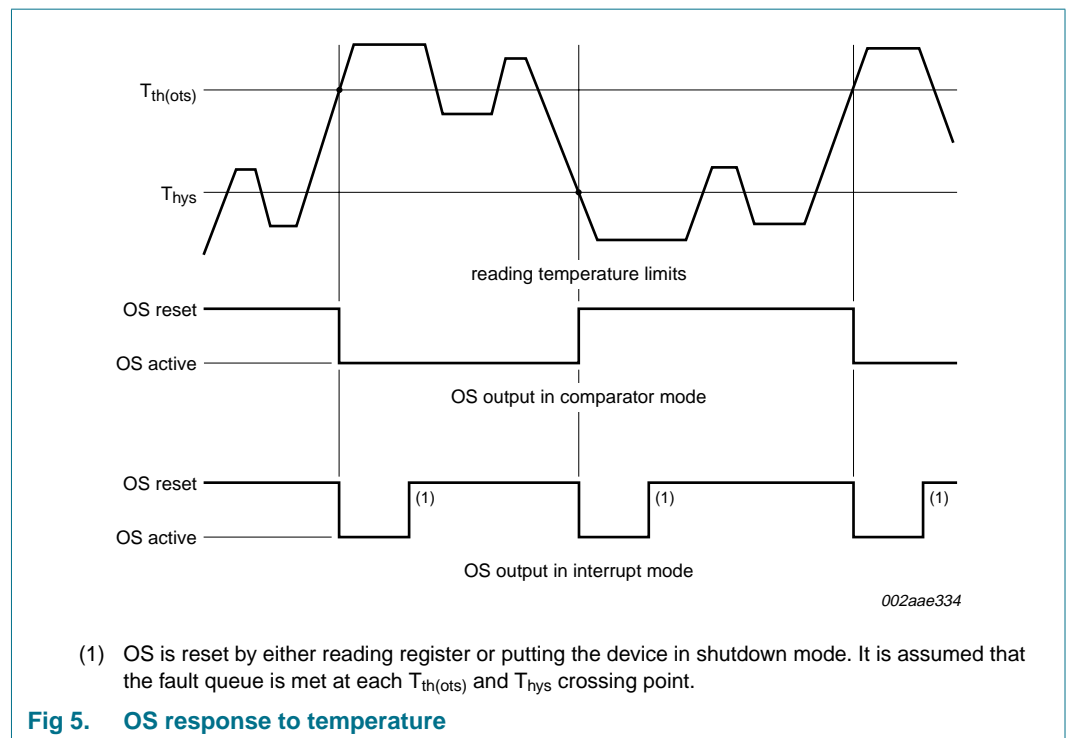 T th(ots)
T hys
reading temperature limits
OS reset
OS active
OS output in comparator mode
OS reset
(1)
(1)
(1)
OS active
OS output in interrupt mode
002aae334
(1) OS is reset by either reading register or putting the device in shutdown mode. It is assumed that
the fault queue is met at each Tth(ots) and Thys crossing point.
Fig 5. OS response to temperature